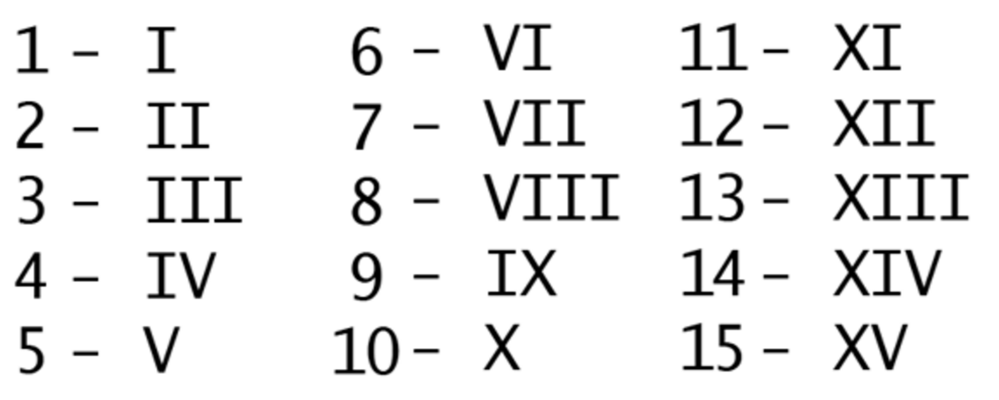 1 – I 6 – VI 11 – XI
2 – II 7 – VII 12 – XII
3 – III 8 – VIII 13 – XIII
4 – IV 9 – IX 14 – XIV
5 – V 10 – X 15 – XV